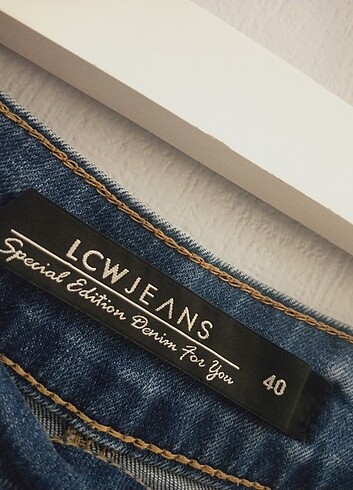 LCWJEANS
Special Edition Denim For You
40